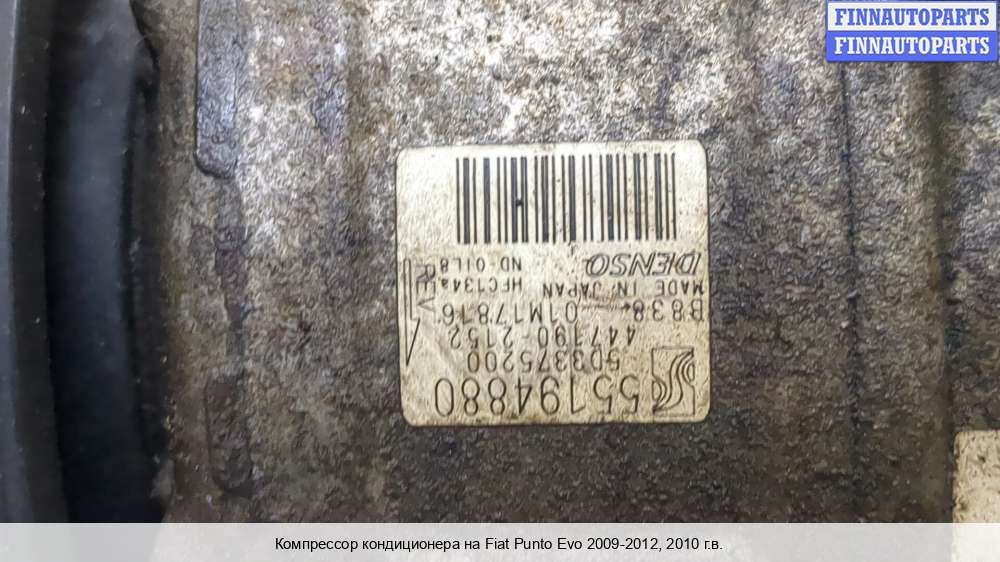 FINNAUTOPARTS
FINNAUTOPARTS
55194880
5D3375200
447190-2152
B838 01M17816
MADE IN JAPAN HFC134a
DENSO ND-OIL8
REV
Компрессор кондиционера на Fiat Punto Evo 2009-2012, 2010 г.в.